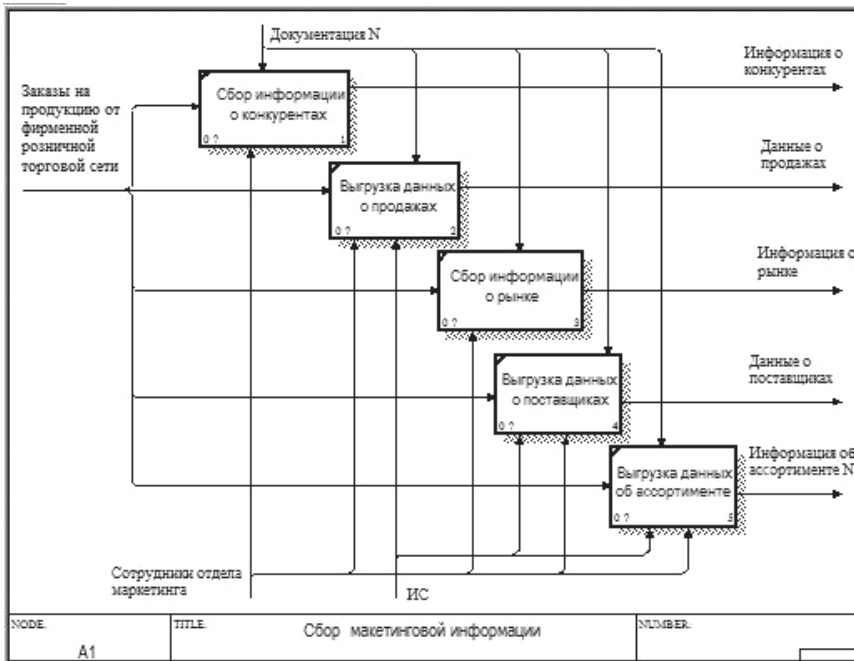 Документация N
Информация о
конкурентах
Заказы на
продукцию от
фирменной
розничной
торговой сети
Сбор информации
о конкурентах
0 ?
1
Данные о
продажах
Выгрузка данных
о продажах
0 ?
2
Информация о
рынке
Сбор информации
о рынке
0 ?
3
Данные о
поставщиках
Выгрузка данных
о поставщиках
0 ?
4
Информация об
ассортименте N
Выгрузка данных
об ассортименте
0 ?
5
Сотрудники отдела
маркетинга
ИС
NODE:
A1
TITLE:
Сбор макетинговой информации
NUMBER: